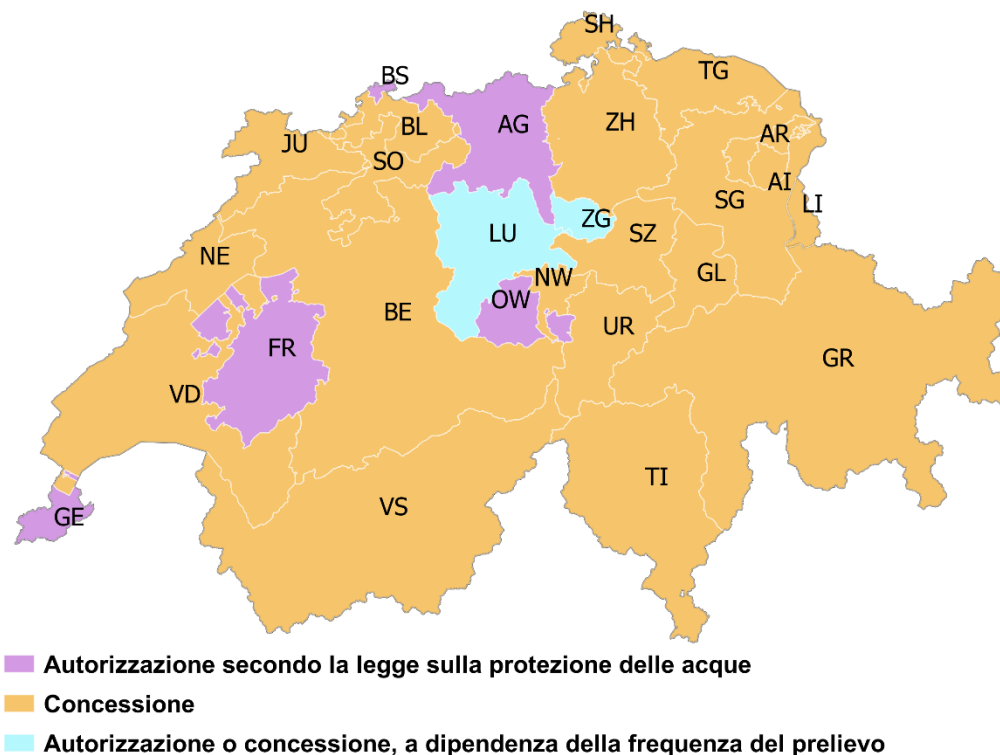 SH
BS
TG
BL
AG
ZH
AR
JU
SO
AI
SG
LI
ZG
LU
SZ
NE
NW
GL
OW
BE
UR
FR
GR
VD
TI
VS
GE
Autorizzazione secondo la legge sulla protezione delle acque
Concessione
Autorizzazione o concessione, a dipendenza della frequenza del prelievo